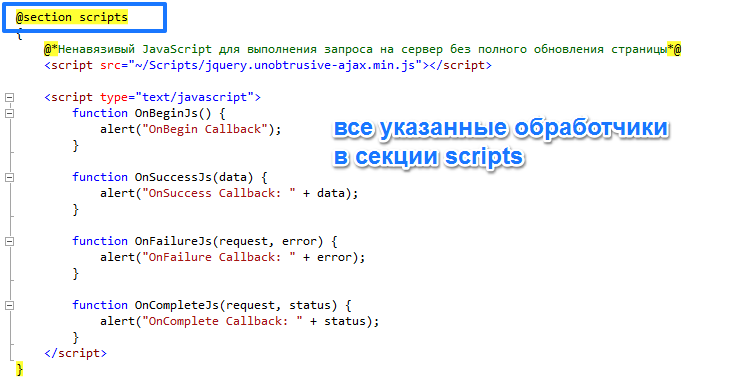 @section scripts
{
@*Ненавязивый JavaScript для выполнения запроса на сервер без полного обновления страницы*@
<script src="~/Scripts/jquery.unobtrusive-ajax.min.js"></script>
<script type="text/javascript">
function OnBeginJs() {
alert("OnBegin Callback");
}
function OnSuccessJs(data) {
alert("OnSuccess Callback: " + data);
}
function OnFailureJs(request, error) {
alert("OnFailure Callback: " + error);
}
function OnCompleteJs(request, status) {
alert("OnComplete Callback: " + status);
}
</script>
}
все указанные обработчики
в секции scripts